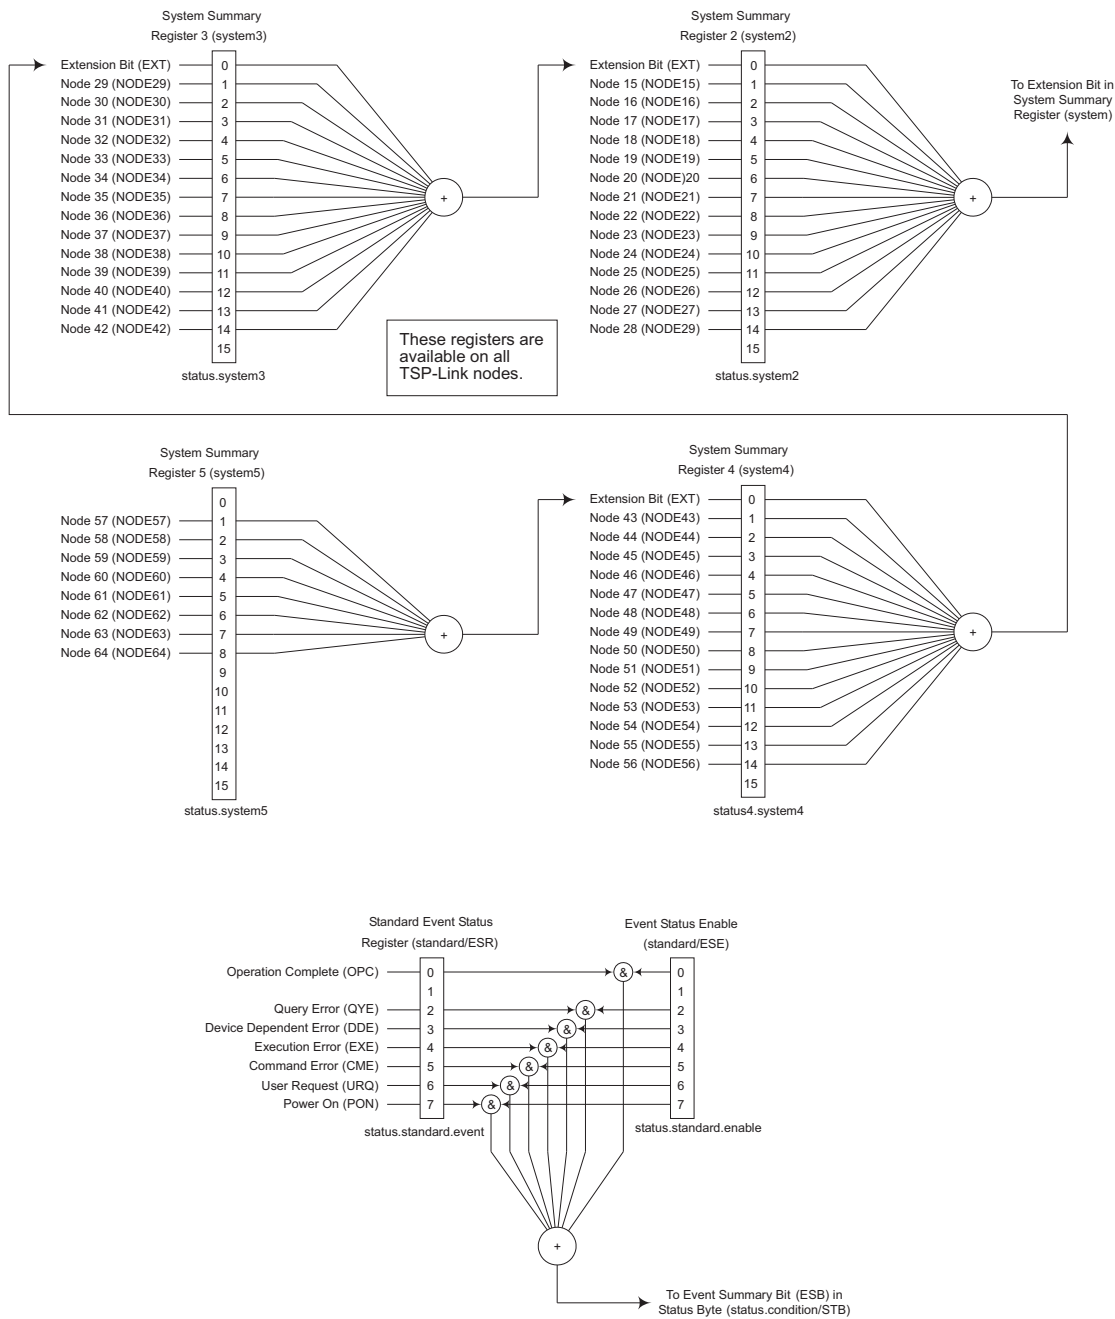 System Summary
Register 3 (system3)
Extension Bit (EXT) 0
Node 29 (NODE29) 1
Node 30 (NODE30) 2
Node 31 (NODE31) 3
Node 32 (NODE32) 4
Node 33 (NODE33) 5
Node 34 (NODE34) 6
Node 35 (NODE35) 7
Node 36 (NODE36) 8
Node 37 (NODE37) 9
Node 38 (NODE38) 10
Node 39 (NODE39) 11
Node 40 (NODE40) 12
Node 41 (NODE42) 13
Node 42 (NODE42) 14
15
status.system3
+
System Summary
Register 2 (system2)
Extension Bit (EXT) 0
Node 15 (NODE15) 1
Node 16 (NODE16) 2
Node 17 (NODE17) 3
Node 18 (NODE18) 4
Node 19 (NODE19) 5
Node 20 (NODE)20 6
Node 21 (NODE21) 7
Node 22 (NODE22) 8
Node 23 (NODE23) 9
Node 24 (NODE24) 10
Node 25 (NODE25) 11
Node 26 (NODE26) 12
Node 27 (NODE27) 13
Node 28 (NODE29) 14
15
status.system2
+
To Extension Bit in
System Summary
Register (system)
These registers are
available on all
TSP-Link nodes.
System Summary
Register 5 (system5)
0
Node 57 (NODE57) 1
Node 58 (NODE58) 2
Node 59 (NODE59) 3
Node 60 (NODE60) 4
Node 61 (NODE61) 5
Node 62 (NODE62) 6
Node 63 (NODE63) 7
Node 64 (NODE64) 8
9
10
11
12
13
14
15
status.system5
+
System Summary
Register 4 (system4)
Extension Bit (EXT) 0
Node 43 (NODE43) 1
Node 44 (NODE44) 2
Node 45 (NODE45) 3
Node 46 (NODE46) 4
Node 47 (NODE47) 5
Node 48 (NODE48) 6
Node 49 (NODE49) 7
Node 50 (NODE50) 8
Node 51 (NODE51) 9
Node 52 (NODE52) 10
Node 53 (NODE53) 11
Node 54 (NODE54) 12
Node 55 (NODE55) 13
Node 56 (NODE56) 14
15
status4.system4
+
Standard Event Status
Register (standard/ESR)
Event Status Enable
(standard/ESE)
Operation Complete (OPC) 0 & 0
1 1
Query Error (QYE) 2 & 2
Device Dependent Error (DDE) 3 & 3
Execution Error (EXE) 4 & 4
Command Error (CME) 5 & 5
User Request (URQ) 6 & 6
Power On (PON) 7 & 7
status.standard.event
status.standard.enable
+
To Event Summary Bit (ESB) in
Status Byte (status.condition/STB)